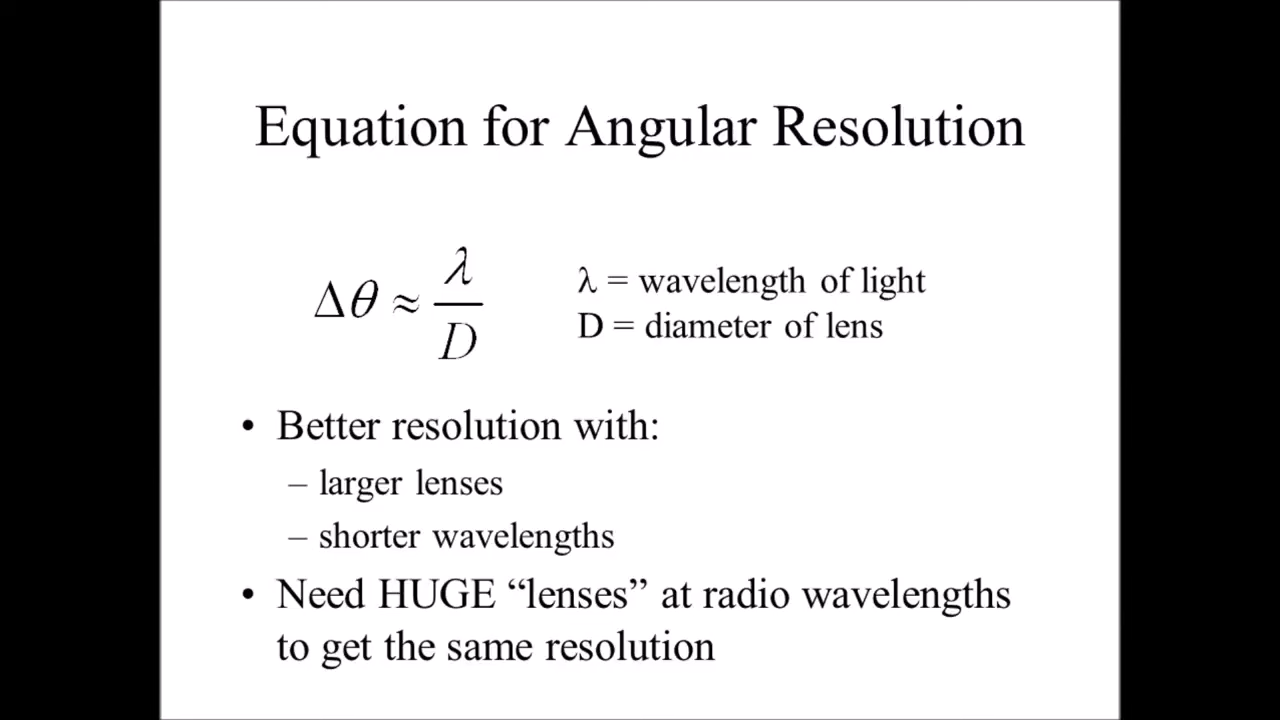 Equation for Angular Resolution
Δθ ≈ λ/D
λ = wavelength of light
D = diameter of lens
• Better resolution with:
– larger lenses
– shorter wavelengths
• Need HUGE “lenses” at radio wavelengths
to get the same resolution